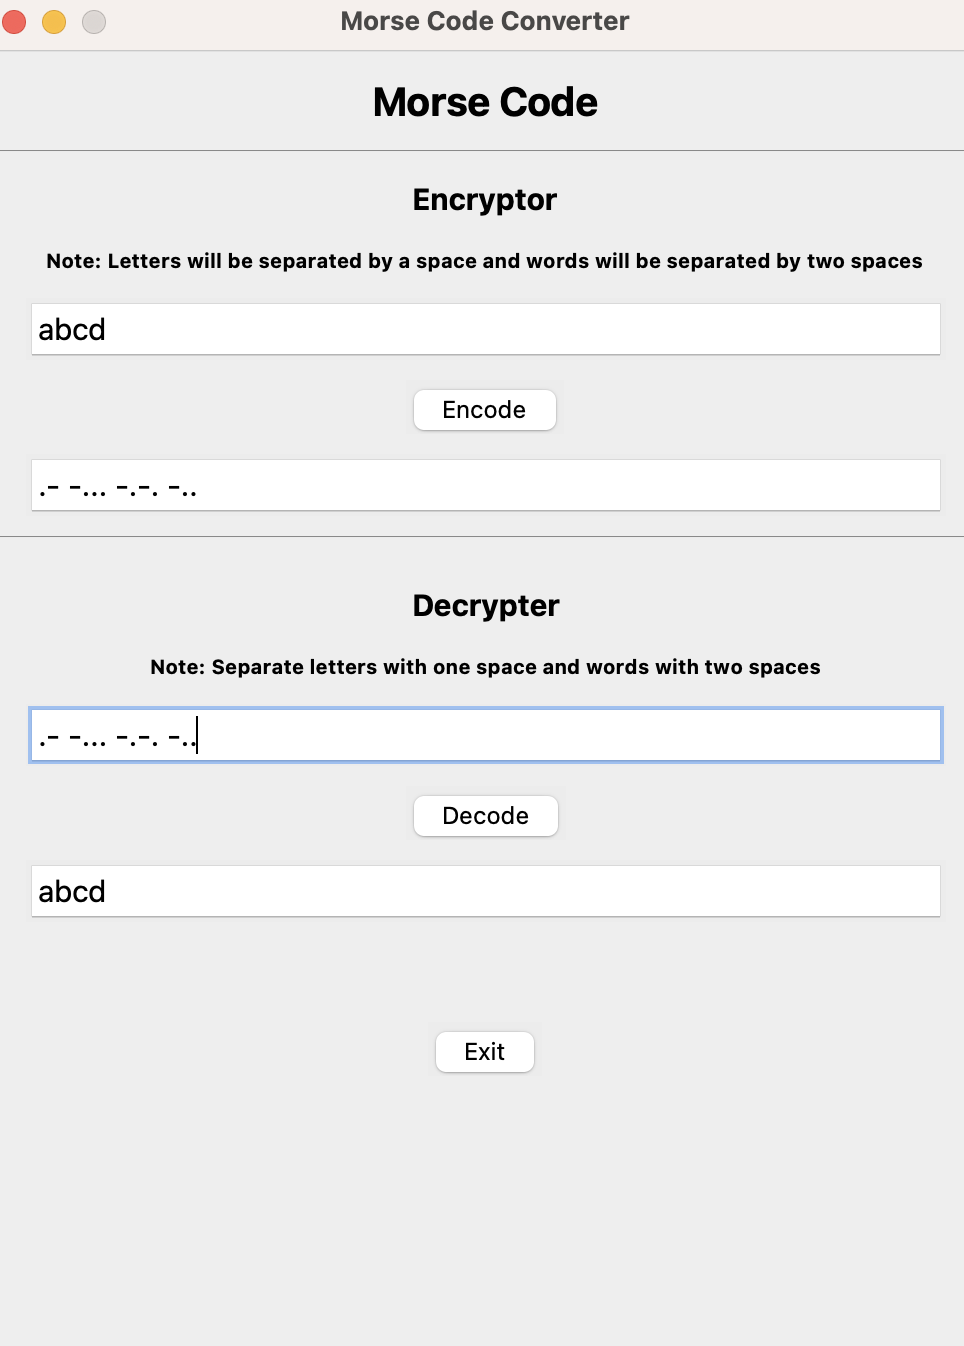 Morse Code Converter
Morse Code
Encryptor
Note: Letters will be separated by a space and words will be separated by two spaces
abcd
Encode
.- -... -.-. -..
Decrypter
Note: Separate letters with one space and words with two spaces
.- -... -.-. -..
Decode
abcd
Exit